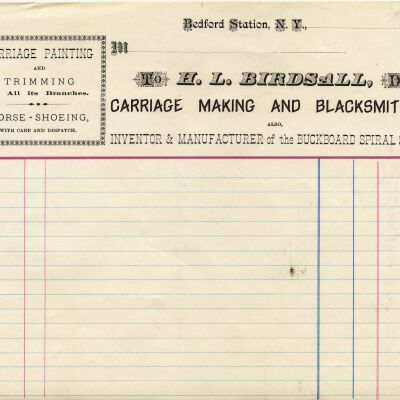 Bedford Station, N. Y.,
M
To H. L. BIRDSALL, D
CARRIAGE MAKING AND BLACKSMIT
ALSO,
INVENTOR & MANUFACTURER of the BUCKBOARD SPIRAL S
RRIAGE PAINTING
AND
TRIMMING
All its Branches.
ORSE-SHOEING,
WITH CARE AND DISPATCH.